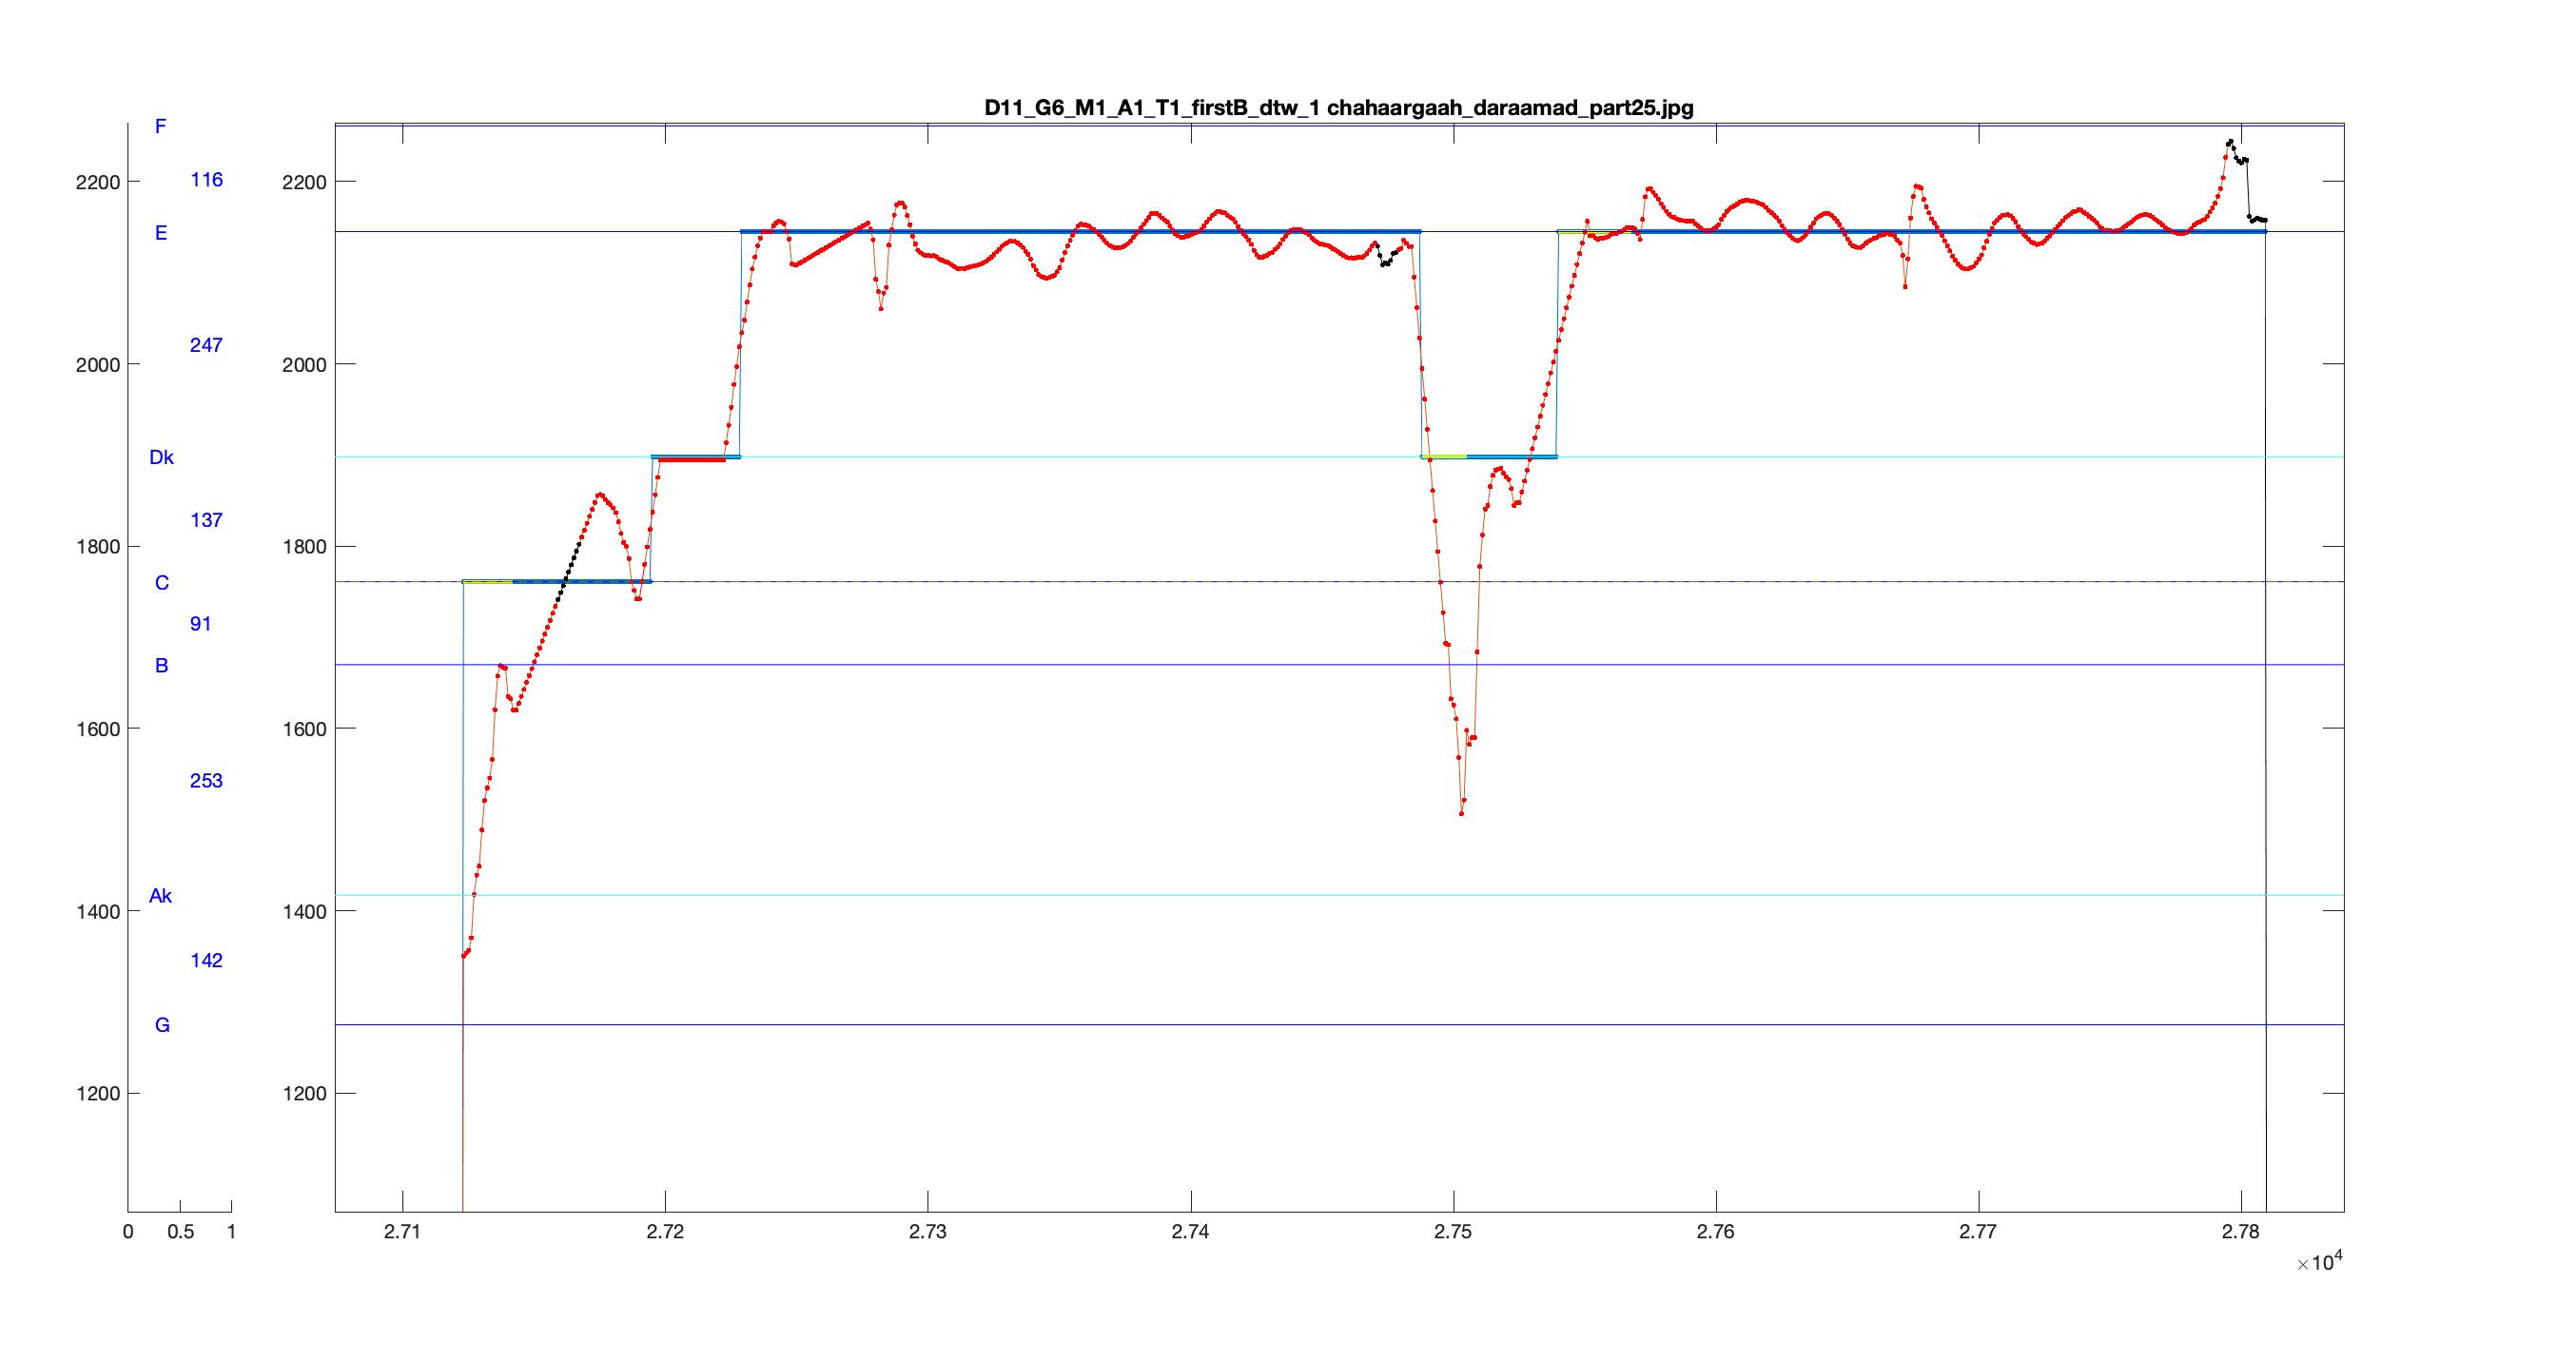 D11_G6_M1_A1_T1_firstB_dtw_1 chahaargaah_daraamad_part25.jpg
F
2200 116 2200
E
247
2000 2000
Dk
137
1800 1800
C
91
B
1600 1600
253
Ak
1400 1400
142
G
1200 1200
0 0.5 1 2.71 2.72 2.73 2.74 2.75 2.76 2.77 2.78
×10⁴